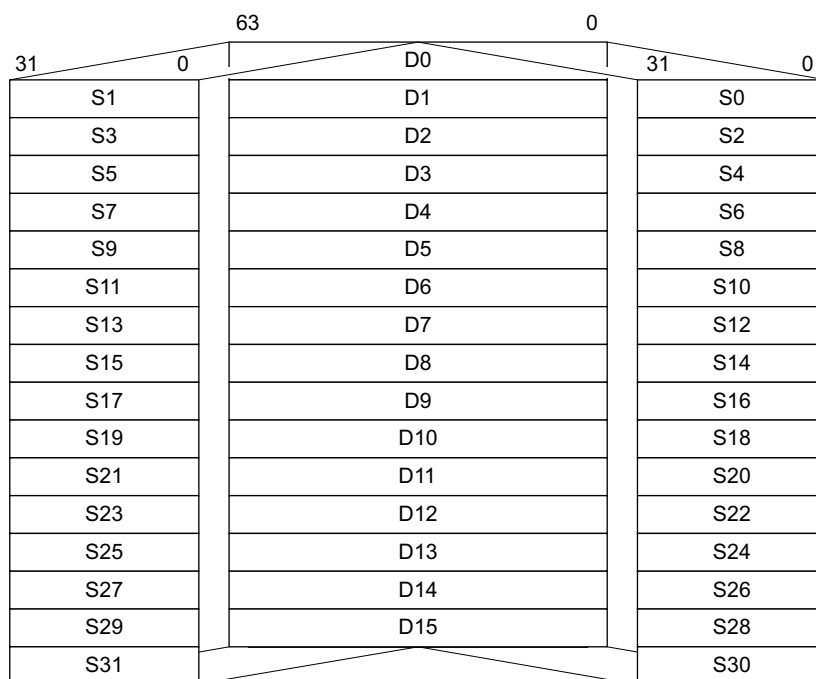 63 0
31 0 D0 31 0
S1 D1 S0
S3 D2 S2
S5 D3 S4
S7 D4 S6
S9 D5 S8
S11 D6 S10
S13 D7 S12
S15 D8 S14
S17 D9 S16
S19 D10 S18
S21 D11 S20
S23 D12 S22
S25 D13 S24
S27 D14 S26
S29 D15 S28
S31 S30